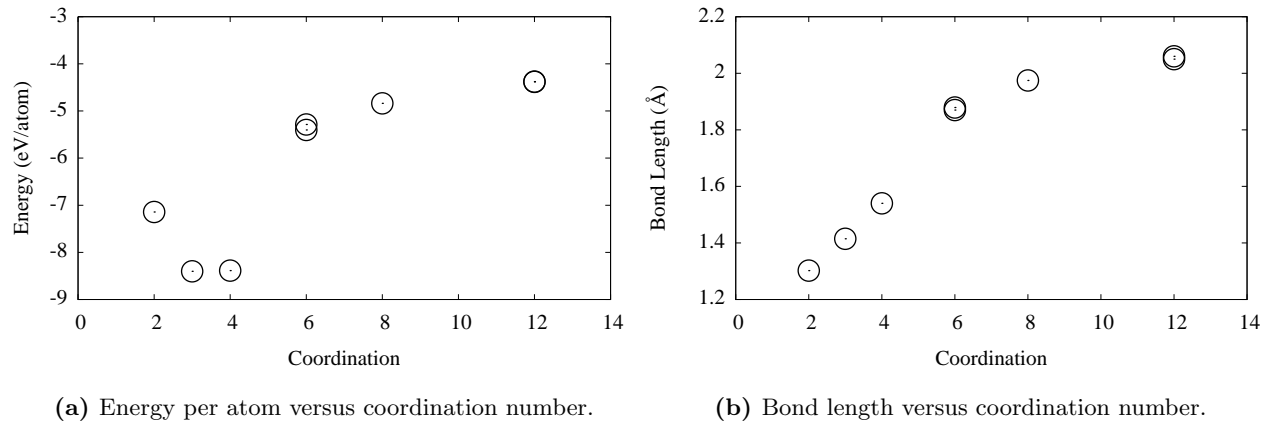 -3
-4
-5
-6
-7
-8
-9
Energy (eV/atom)
0 2 4 6 8 10 12 14
Coordination
(a) Energy per atom versus coordination number.
2.2
2
1.8
1.6
1.4
1.2
Bond Length (Å)
0 2 4 6 8 10 12 14
Coordination
(b) Bond length versus coordination number.